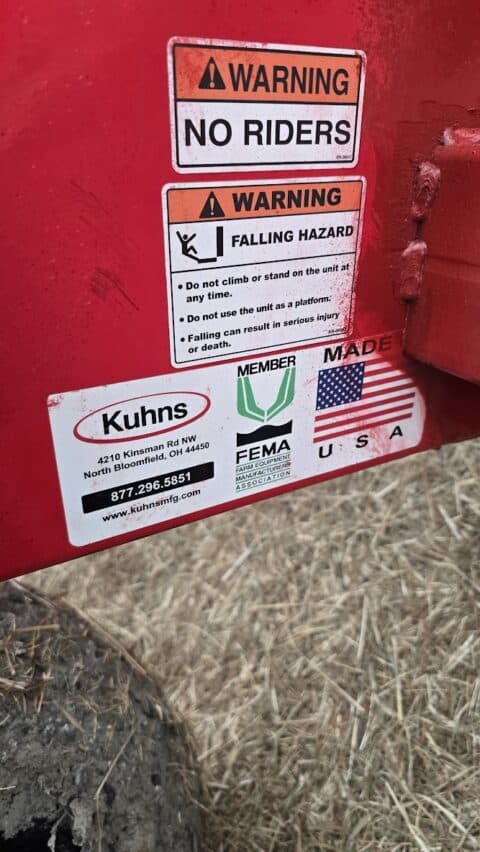 WARNING
NO RIDERS
WARNING
FALLING HAZARD
• Do not climb or stand on the unit at
any time.
• Do not use the unit as a platform.
• Falling can result in serious injury
or death.
Kuhns
4210 Kinsman Rd NW
North Bloomfield, OH 44450
877.296.5851
www.kuhnsmfg.com
MEMBER
FEMA
FARM EQUIPMENT
MANUFACTURERS
ASSOCIATION
MADE
U S A